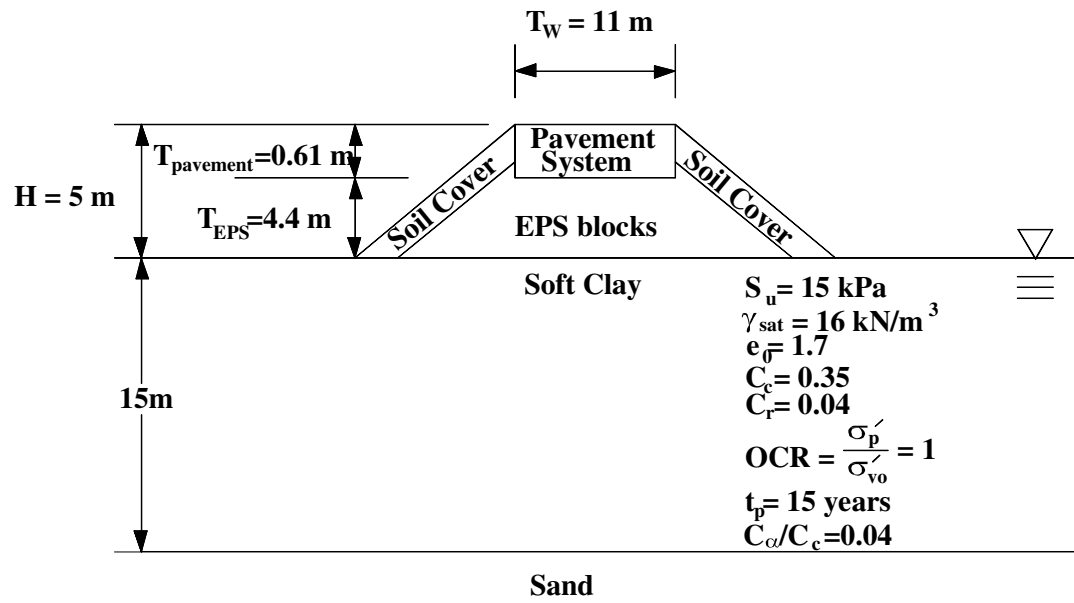 T_W = 11 m
Pavement
System
T_pavement=0.61 m
H = 5 m
Soil Cover
Soil Cover
T_EPS=4.4 m
EPS blocks
Soft Clay
S_u= 15 kPa
γ_sat = 16 kN/m^3
e_0= 1.7
C_c= 0.35
C_r= 0.04
15m
OCR = σ_p′/σ_vo′ = 1
t_p= 15 years
C_α/C_c=0.04
Sand